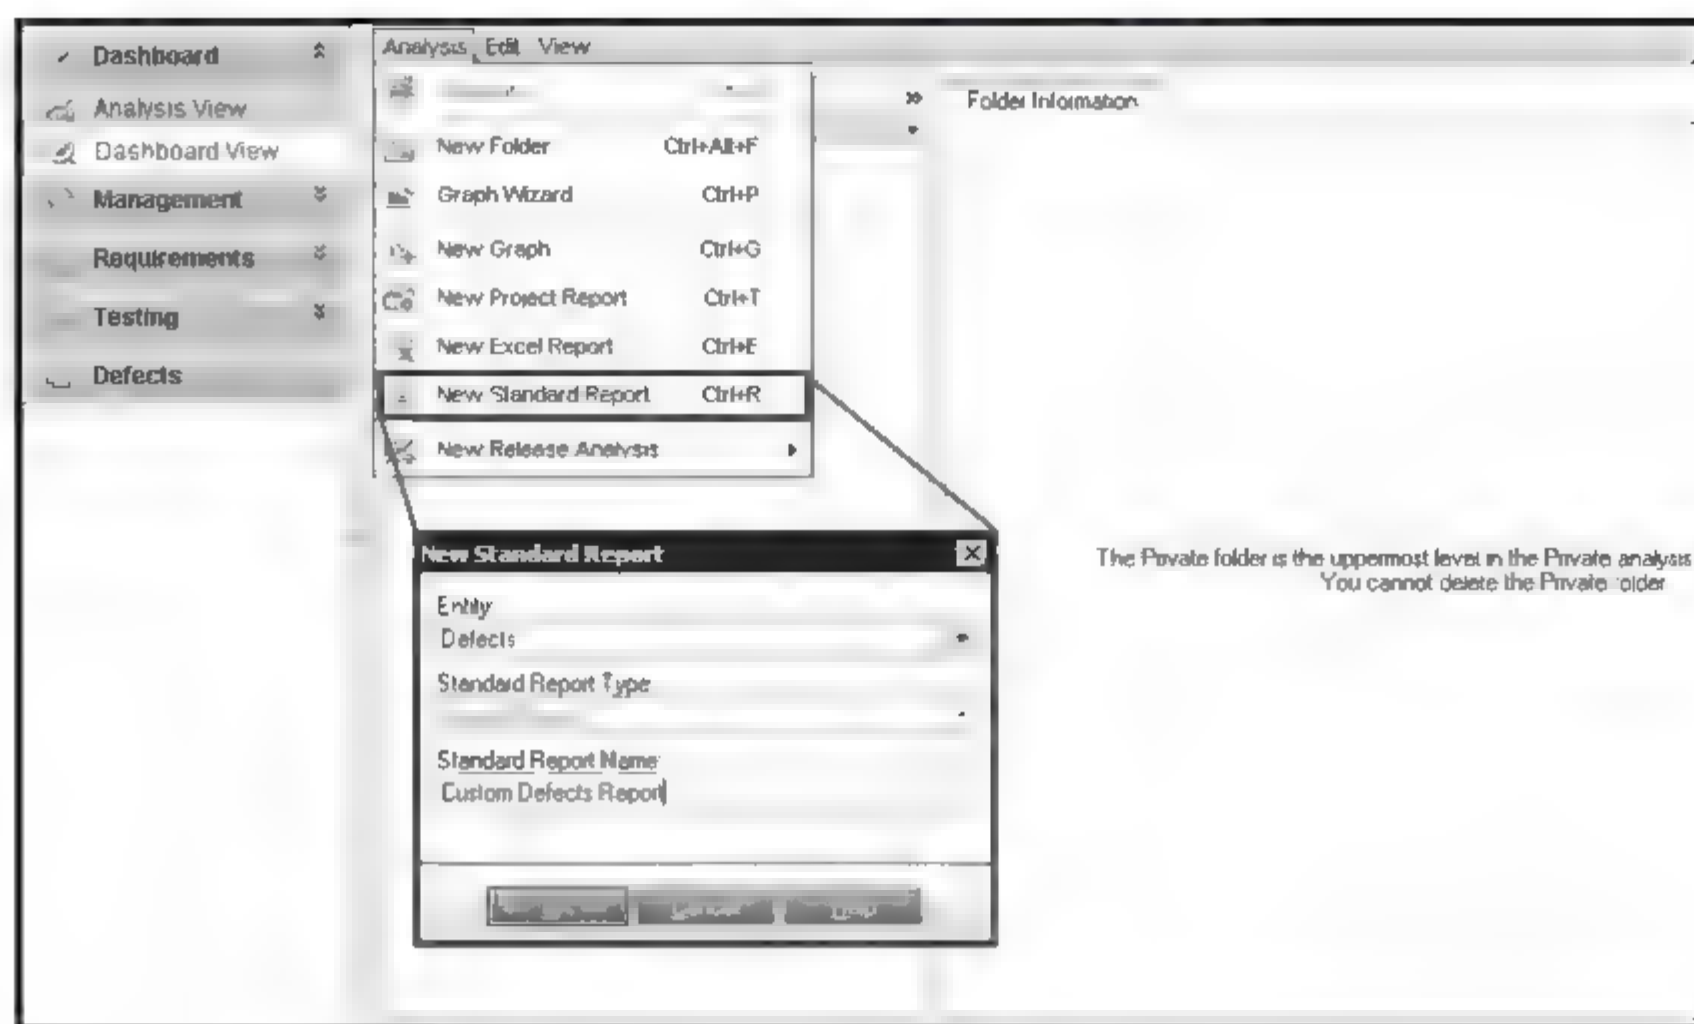 Dashboard
Analysis View
Dashboard View
Management
Requirements
Testing
Defects
Analysis Edit View
New Folder Ctrl+Alt+F
Graph Wizard Ctrl+P
New Graph Ctrl+G
New Project Report Ctrl+T
New Excel Report Ctrl+E
New Standard Report Ctrl+R
New Release Analysis
Folder Information
The Private folder is the uppermost level in the Private analysis
You cannot delete the Private folder
New Standard Report
Entity
Defects
Standard Report Type
Standard Report Name
Custom Defects Report